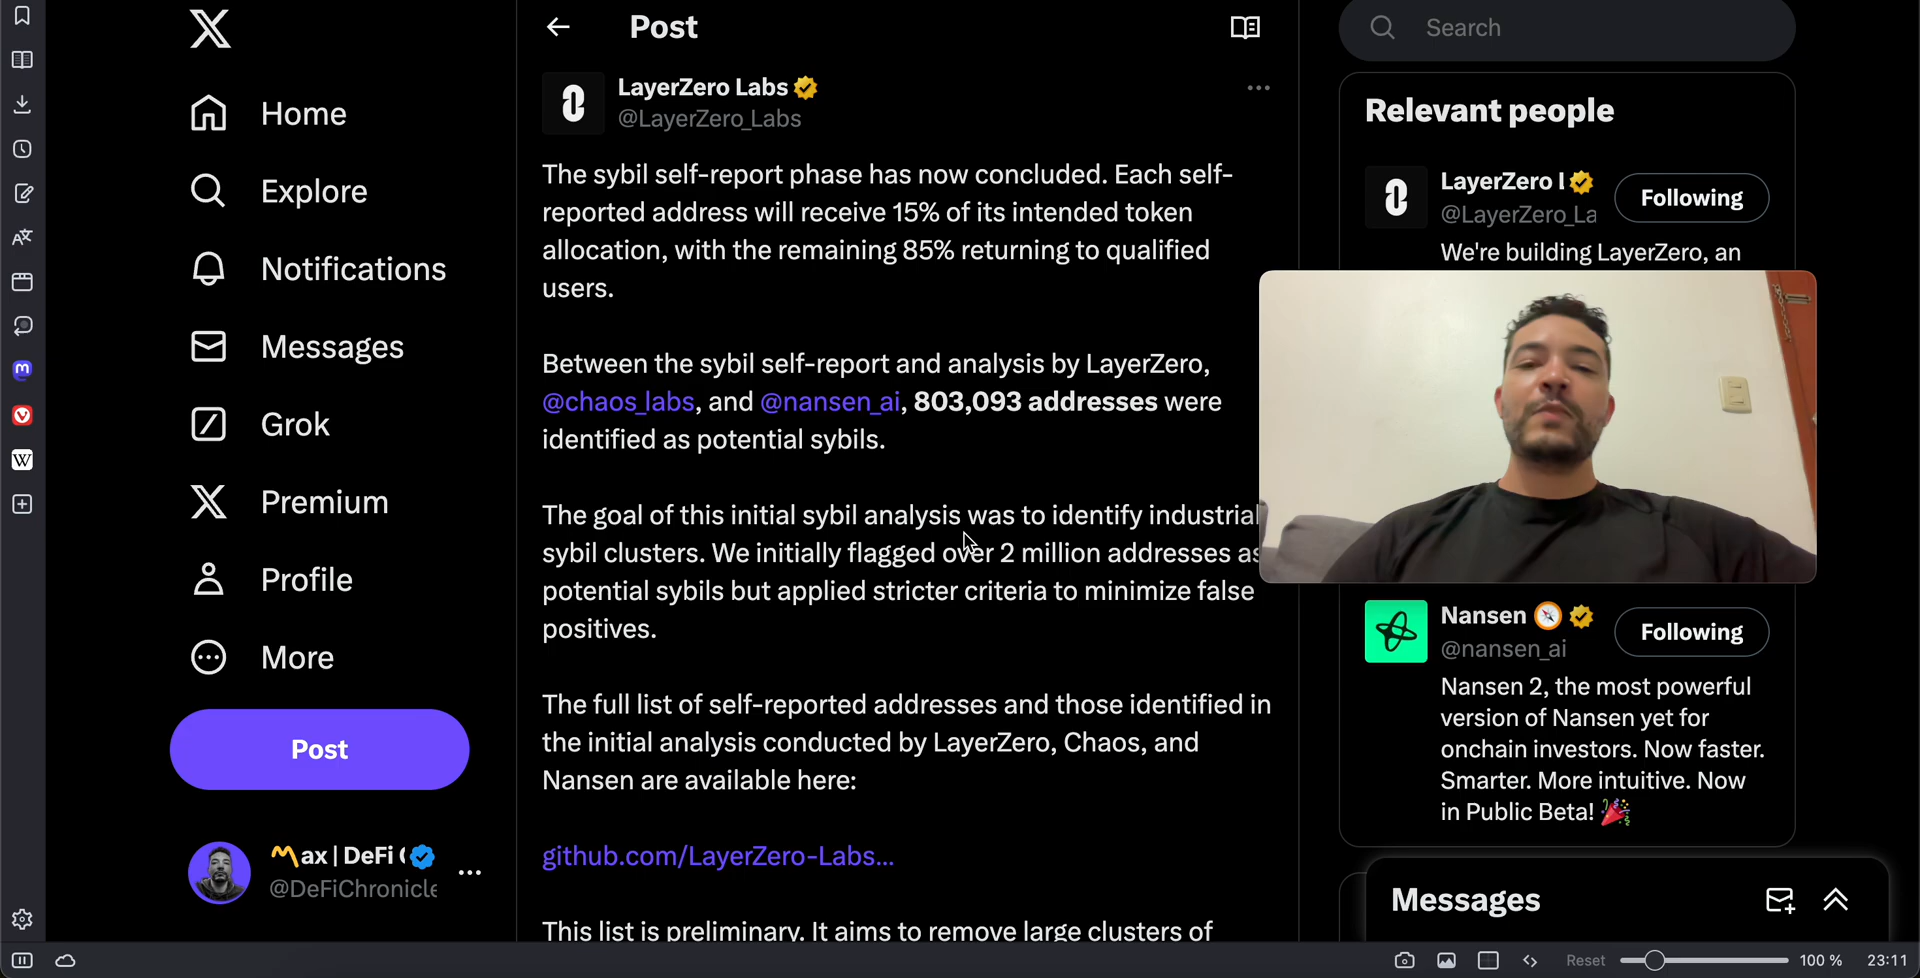 Home
Explore
Notifications
Messages
Grok
Premium
Profile
More
Post
ax | DeFi
@DeFiChronicle
Post
LayerZero Labs
@LayerZero_Labs
The sybil self-report phase has now concluded. Each self-
reported address will receive 15% of its intended token
allocation, with the remaining 85% returning to qualified
users.
Between the sybil self-report and analysis by LayerZero,
@chaos_labs, and @nansen_ai, 803,093 addresses were
identified as potential sybils.
The goal of this initial sybil analysis was to identify industrial
sybil clusters. We initially flagged over 2 million addresses as
potential sybils but applied stricter criteria to minimize false
positives.
The full list of self-reported addresses and those identified in
the initial analysis conducted by LayerZero, Chaos, and
Nansen are available here:
github.com/LayerZero-Labs...
This list is preliminary. It aims to remove large clusters of
Search
Relevant people
LayerZero l
Following
@LayerZero_La
We're building LayerZero, an
Nansen
Following
@nansen_ai
Nansen 2, the most powerful
version of Nansen yet for
onchain investors. Now faster.
Smarter. More intuitive. Now
in Public Beta! 🎉
Messages
Reset
100 %
23:11